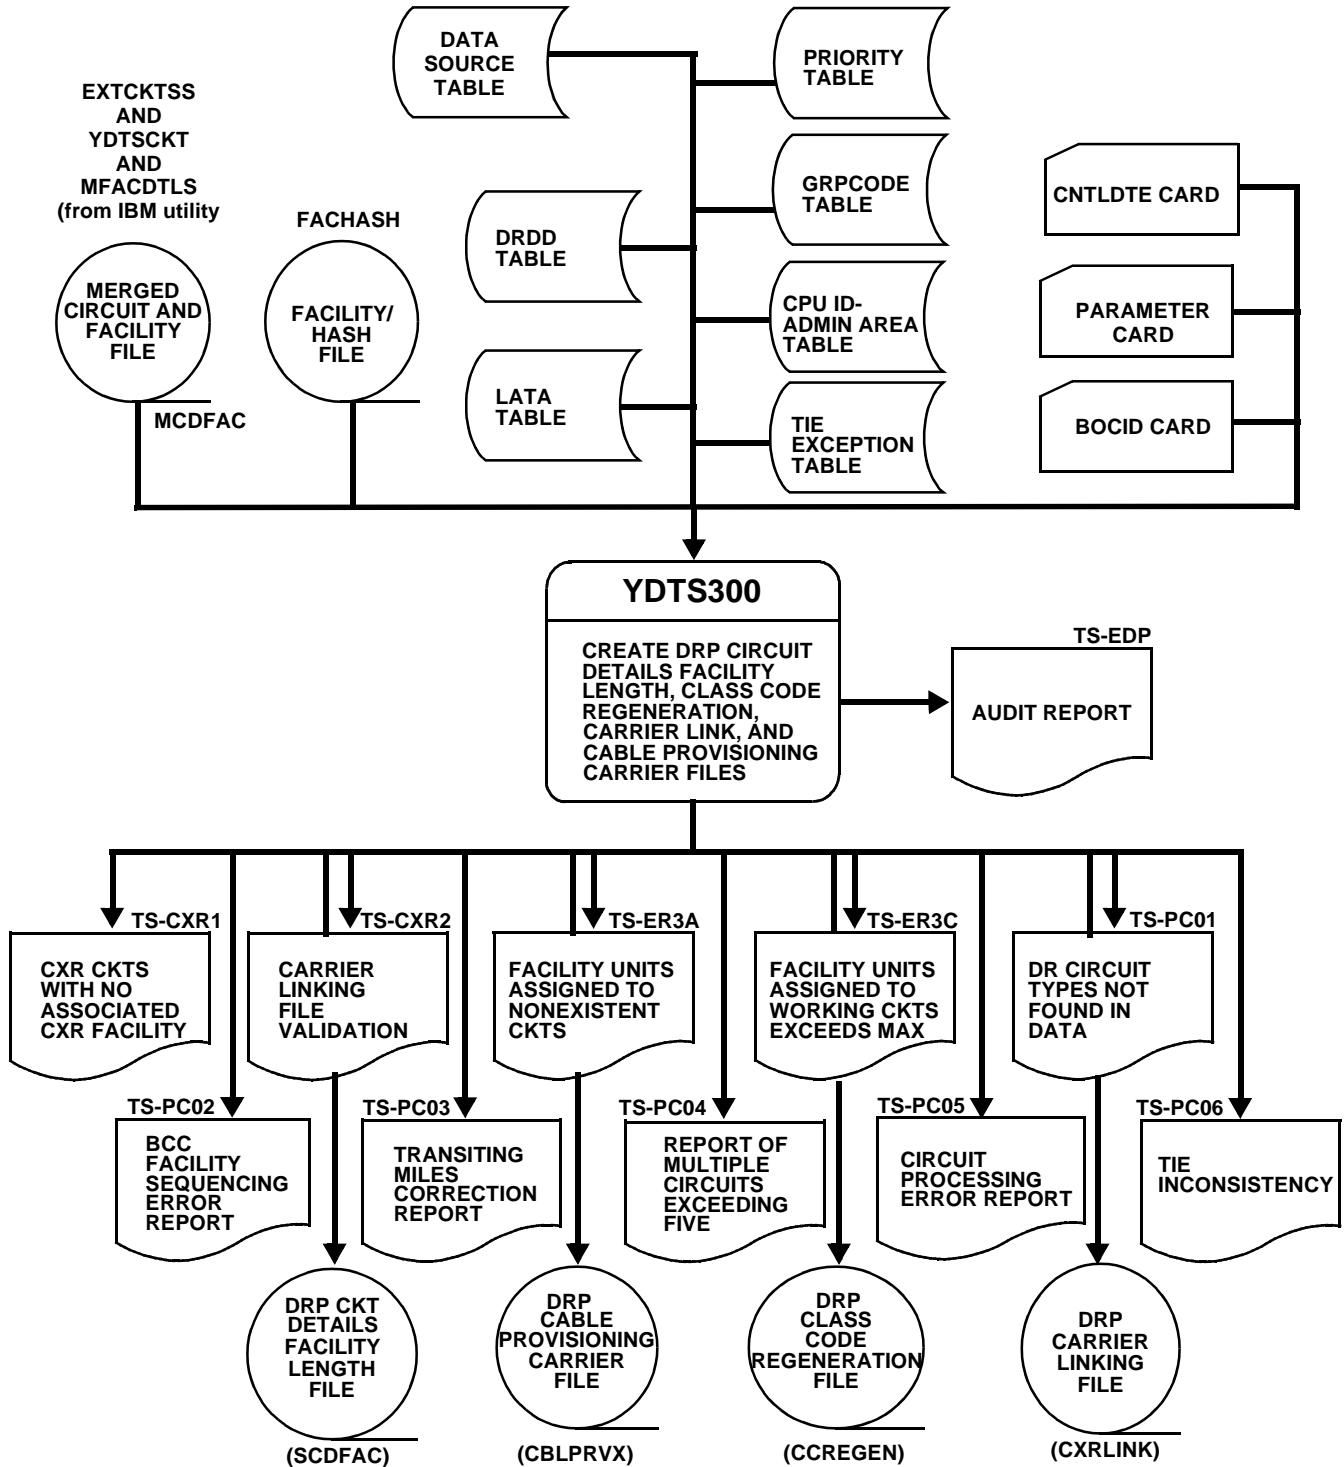 DATA
SOURCE
TABLE
PRIORITY
TABLE
EXTCKTSS
AND
YDTSCKT
AND
MFACDTLS
(from IBM utility
FACHASH
GRPCODE
TABLE
CNTLDTE CARD
DRDD
TABLE
MERGED
CIRCUIT AND
FACILITY
FILE
FACILITY/
HASH
FILE
CPU ID-
ADMIN AREA
TABLE
PARAMETER
CARD
LATA
TABLE
MCDFAC
TIE
EXCEPTION
TABLE
BOCID CARD
YDTS300
CREATE DRP CIRCUIT
DETAILS FACILITY
LENGTH, CLASS CODE
REGENERATION,
CARRIER LINK, AND
CABLE PROVISIONING
CARRIER FILES
TS-EDP
AUDIT REPORT
TS-CXR1
CXR CKTS
WITH NO
ASSOCIATED
CXR FACILITY
TS-CXR2
CARRIER
LINKING
FILE
VALIDATION
TS-ER3A
FACILITY UNITS
ASSIGNED TO
NONEXISTENT
CKTS
TS-ER3C
FACILITY UNITS
ASSIGNED TO
WORKING CKTS
EXCEEDS MAX
TS-PC01
DR CIRCUIT
TYPES NOT
FOUND IN
DATA
TS-PC02
BCC
FACILITY
SEQUENCING
ERROR
REPORT
TS-PC03
TRANSITING
MILES
CORRECTION
REPORT
TS-PC04
REPORT OF
MULTIPLE
CIRCUITS
EXCEEDING
FIVE
TS-PC05
CIRCUIT
PROCESSING
ERROR REPORT
TS-PC06
TIE
INCONSISTENCY
DRP CKT
DETAILS
FACILITY
LENGTH
FILE
(SCDFAC)
DRP
CABLE
PROVISIONING
CARRIER
FILE
(CBLPRVX)
DRP
CLASS
CODE
REGENERATION
FILE
(CCREGEN)
DRP
CARRIER
LINKING
FILE
(CXRLINK)